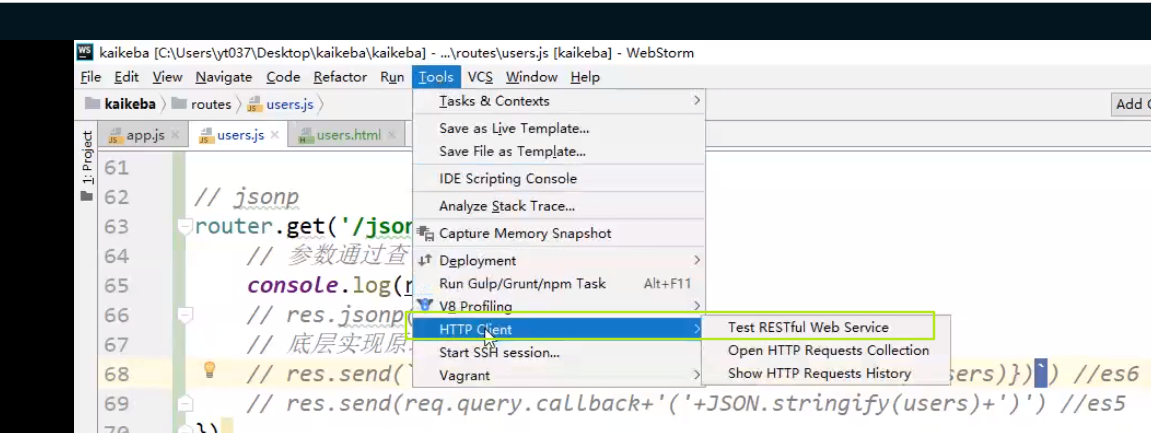 WS kaikeba [C:\Users\yt037\Desktop\kaikeba\kaikeba] - ...\routes\users.js [kaikeba] - WebStorm
File Edit View Navigate Code Refactor Run Tools VCS Window Help
kaikeba routes users.js Add
app.js users.js users.html
1: Project
Tasks & Contexts
Save as Live Template...
Save File as Template...
IDE Scripting Console
Analyze Stack Trace...
Capture Memory Snapshot
Deployment
Run Gulp/Grunt/npm Task Alt+F11
V8 Profiling
HTTP Client
Start SSH session...
Vagrant
Test RESTful Web Service
Open HTTP Requests Collection
Show HTTP Requests History
61
62 // jsonp
63 router.get('/json
64 // 参数通过查
65 console.log(r
66 // res.jsonp(
67 // 底层实现原
68 // res.send(` ers)})`) //es6
69 // res.send(req.query.callback+'('+JSON.stringify(users)+')') //es5
70 })